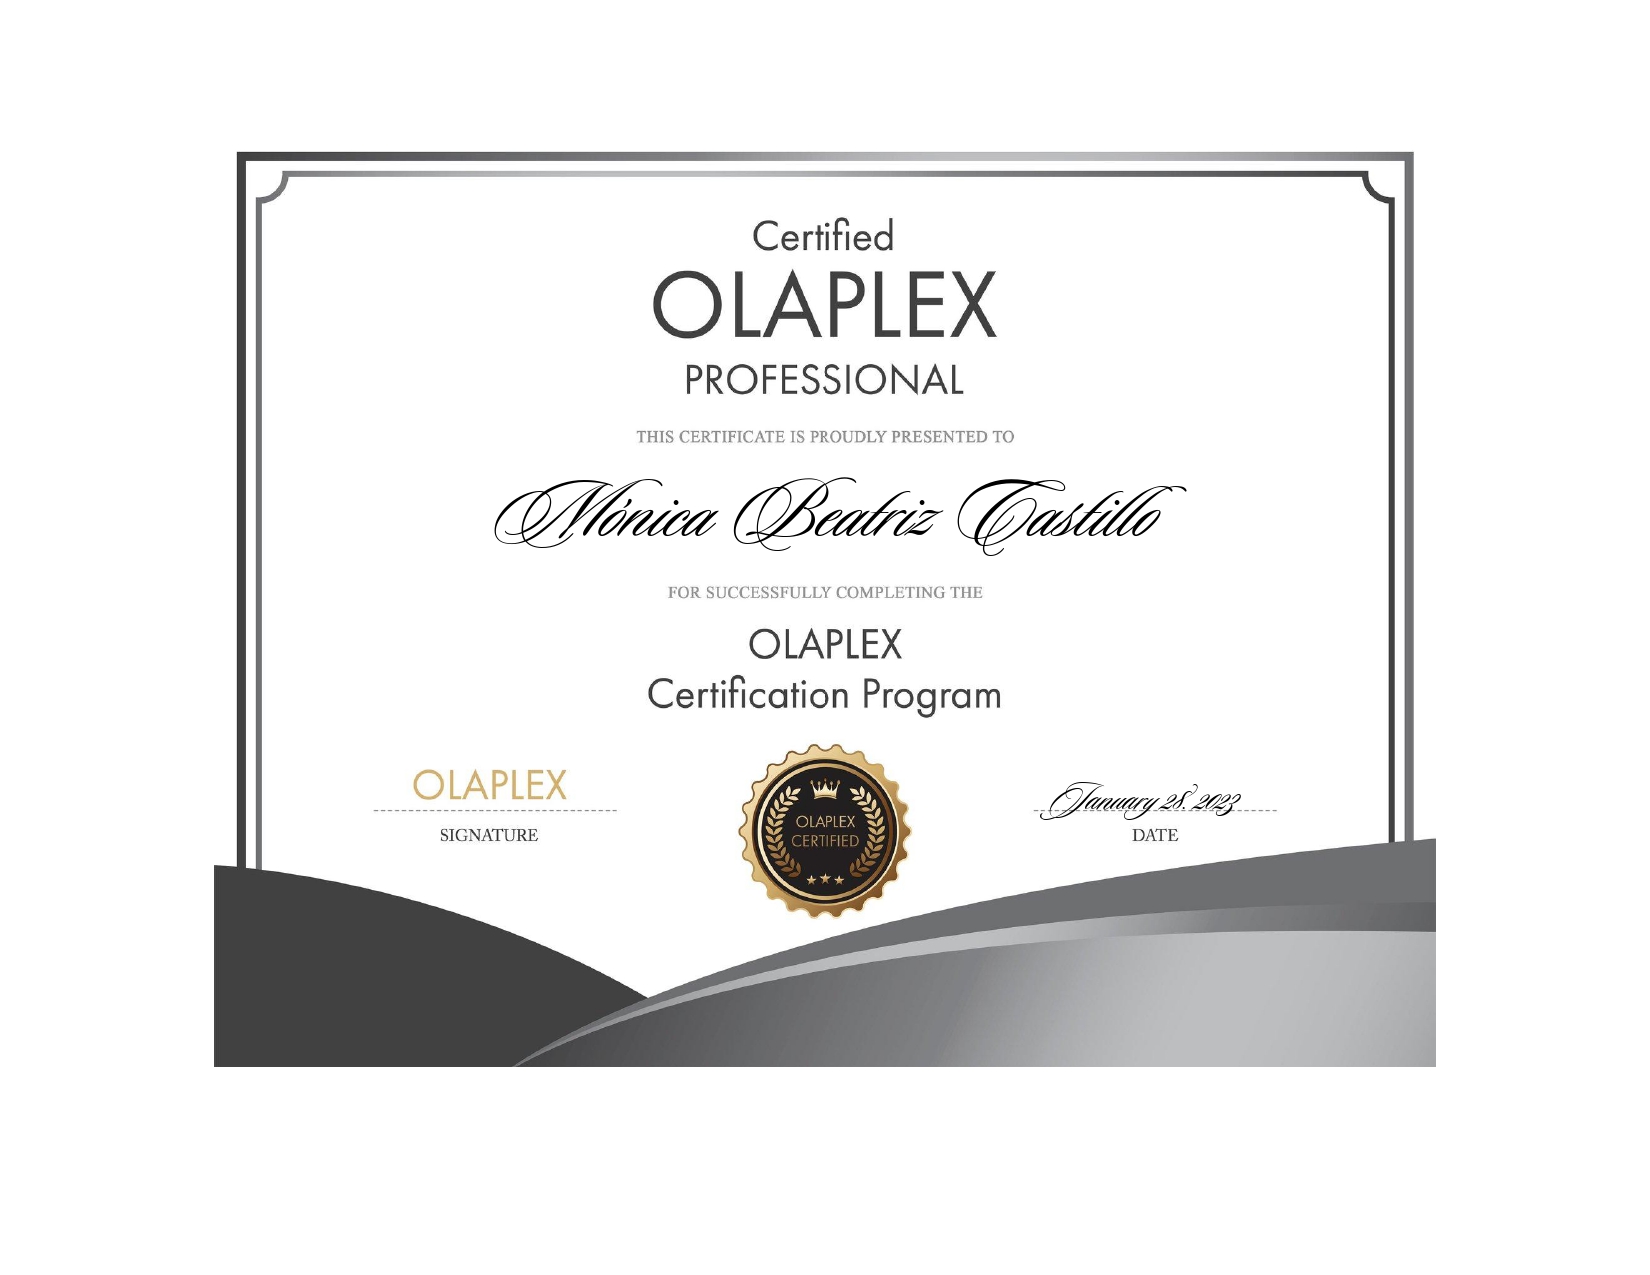 Certified
OLAPLEX
PROFESSIONAL
THIS CERTIFICATE IS PROUDLY PRESENTED TO
Mónica Beatriz Castillo
FOR SUCCESSFULLY COMPLETING THE
OLAPLEX
Certification Program
OLAPLEX
SIGNATURE
OLAPLEX
CERTIFIED
January 28, 2023
DATE